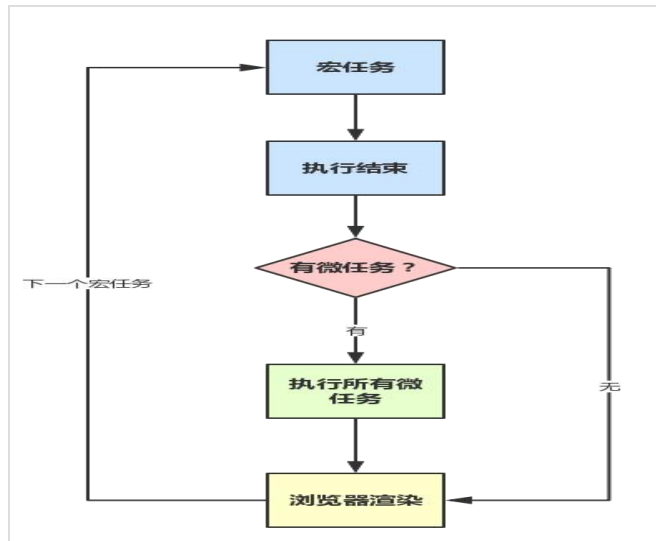 宏任务
执行结束
有微任务？
下一个宏任务
有
执行所有微
任务
无
浏览器渲染